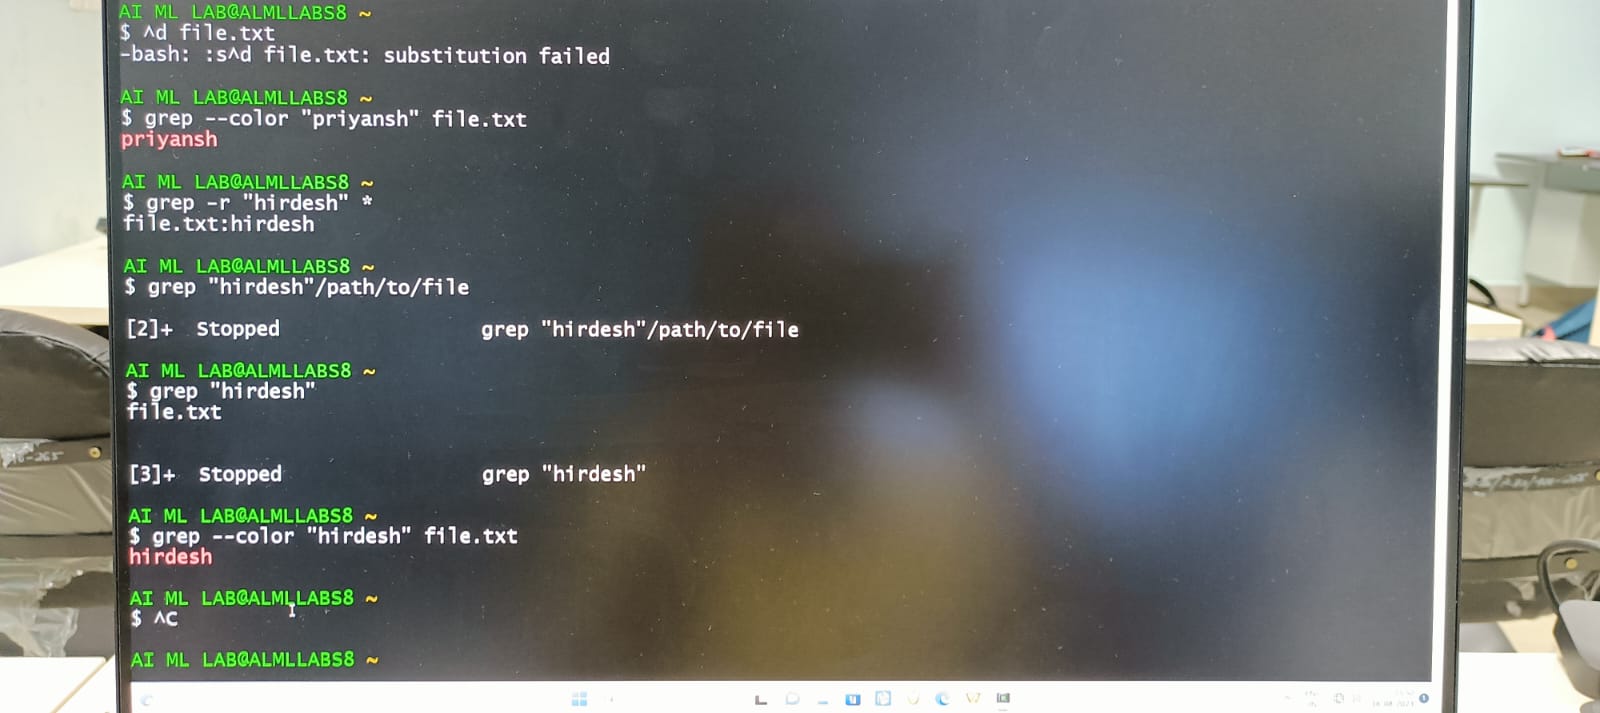 AI ML LAB@ALMLLABS8 ~
$ ^d file.txt
-bash: :s^d file.txt: substitution failed
AI ML LAB@ALMLLABS8 ~
$ grep --color "priyansh" file.txt
priyansh
AI ML LAB@ALMLLABS8 ~
$ grep -r "hirdesh" *
file.txt:hirdesh
AI ML LAB@ALMLLABS8 ~
$ grep "hirdesh"/path/to/file
[2]+  Stopped                 grep "hirdesh"/path/to/file
AI ML LAB@ALMLLABS8 ~
$ grep "hirdesh"
file.txt
[3]+  Stopped                 grep "hirdesh"
AI ML LAB@ALMLLABS8 ~
$ grep --color "hirdesh" file.txt
hirdesh
AI ML LAB@ALMLLABS8 ~
$ ^C
AI ML LAB@ALMLLABS8 ~